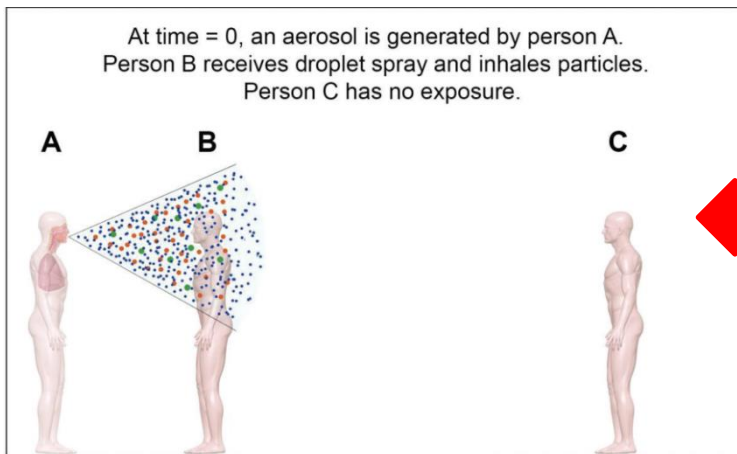 At time = 0, an aerosol is generated by person A.
Person B receives droplet spray and inhales particles.
Person C has no exposure.
A B C